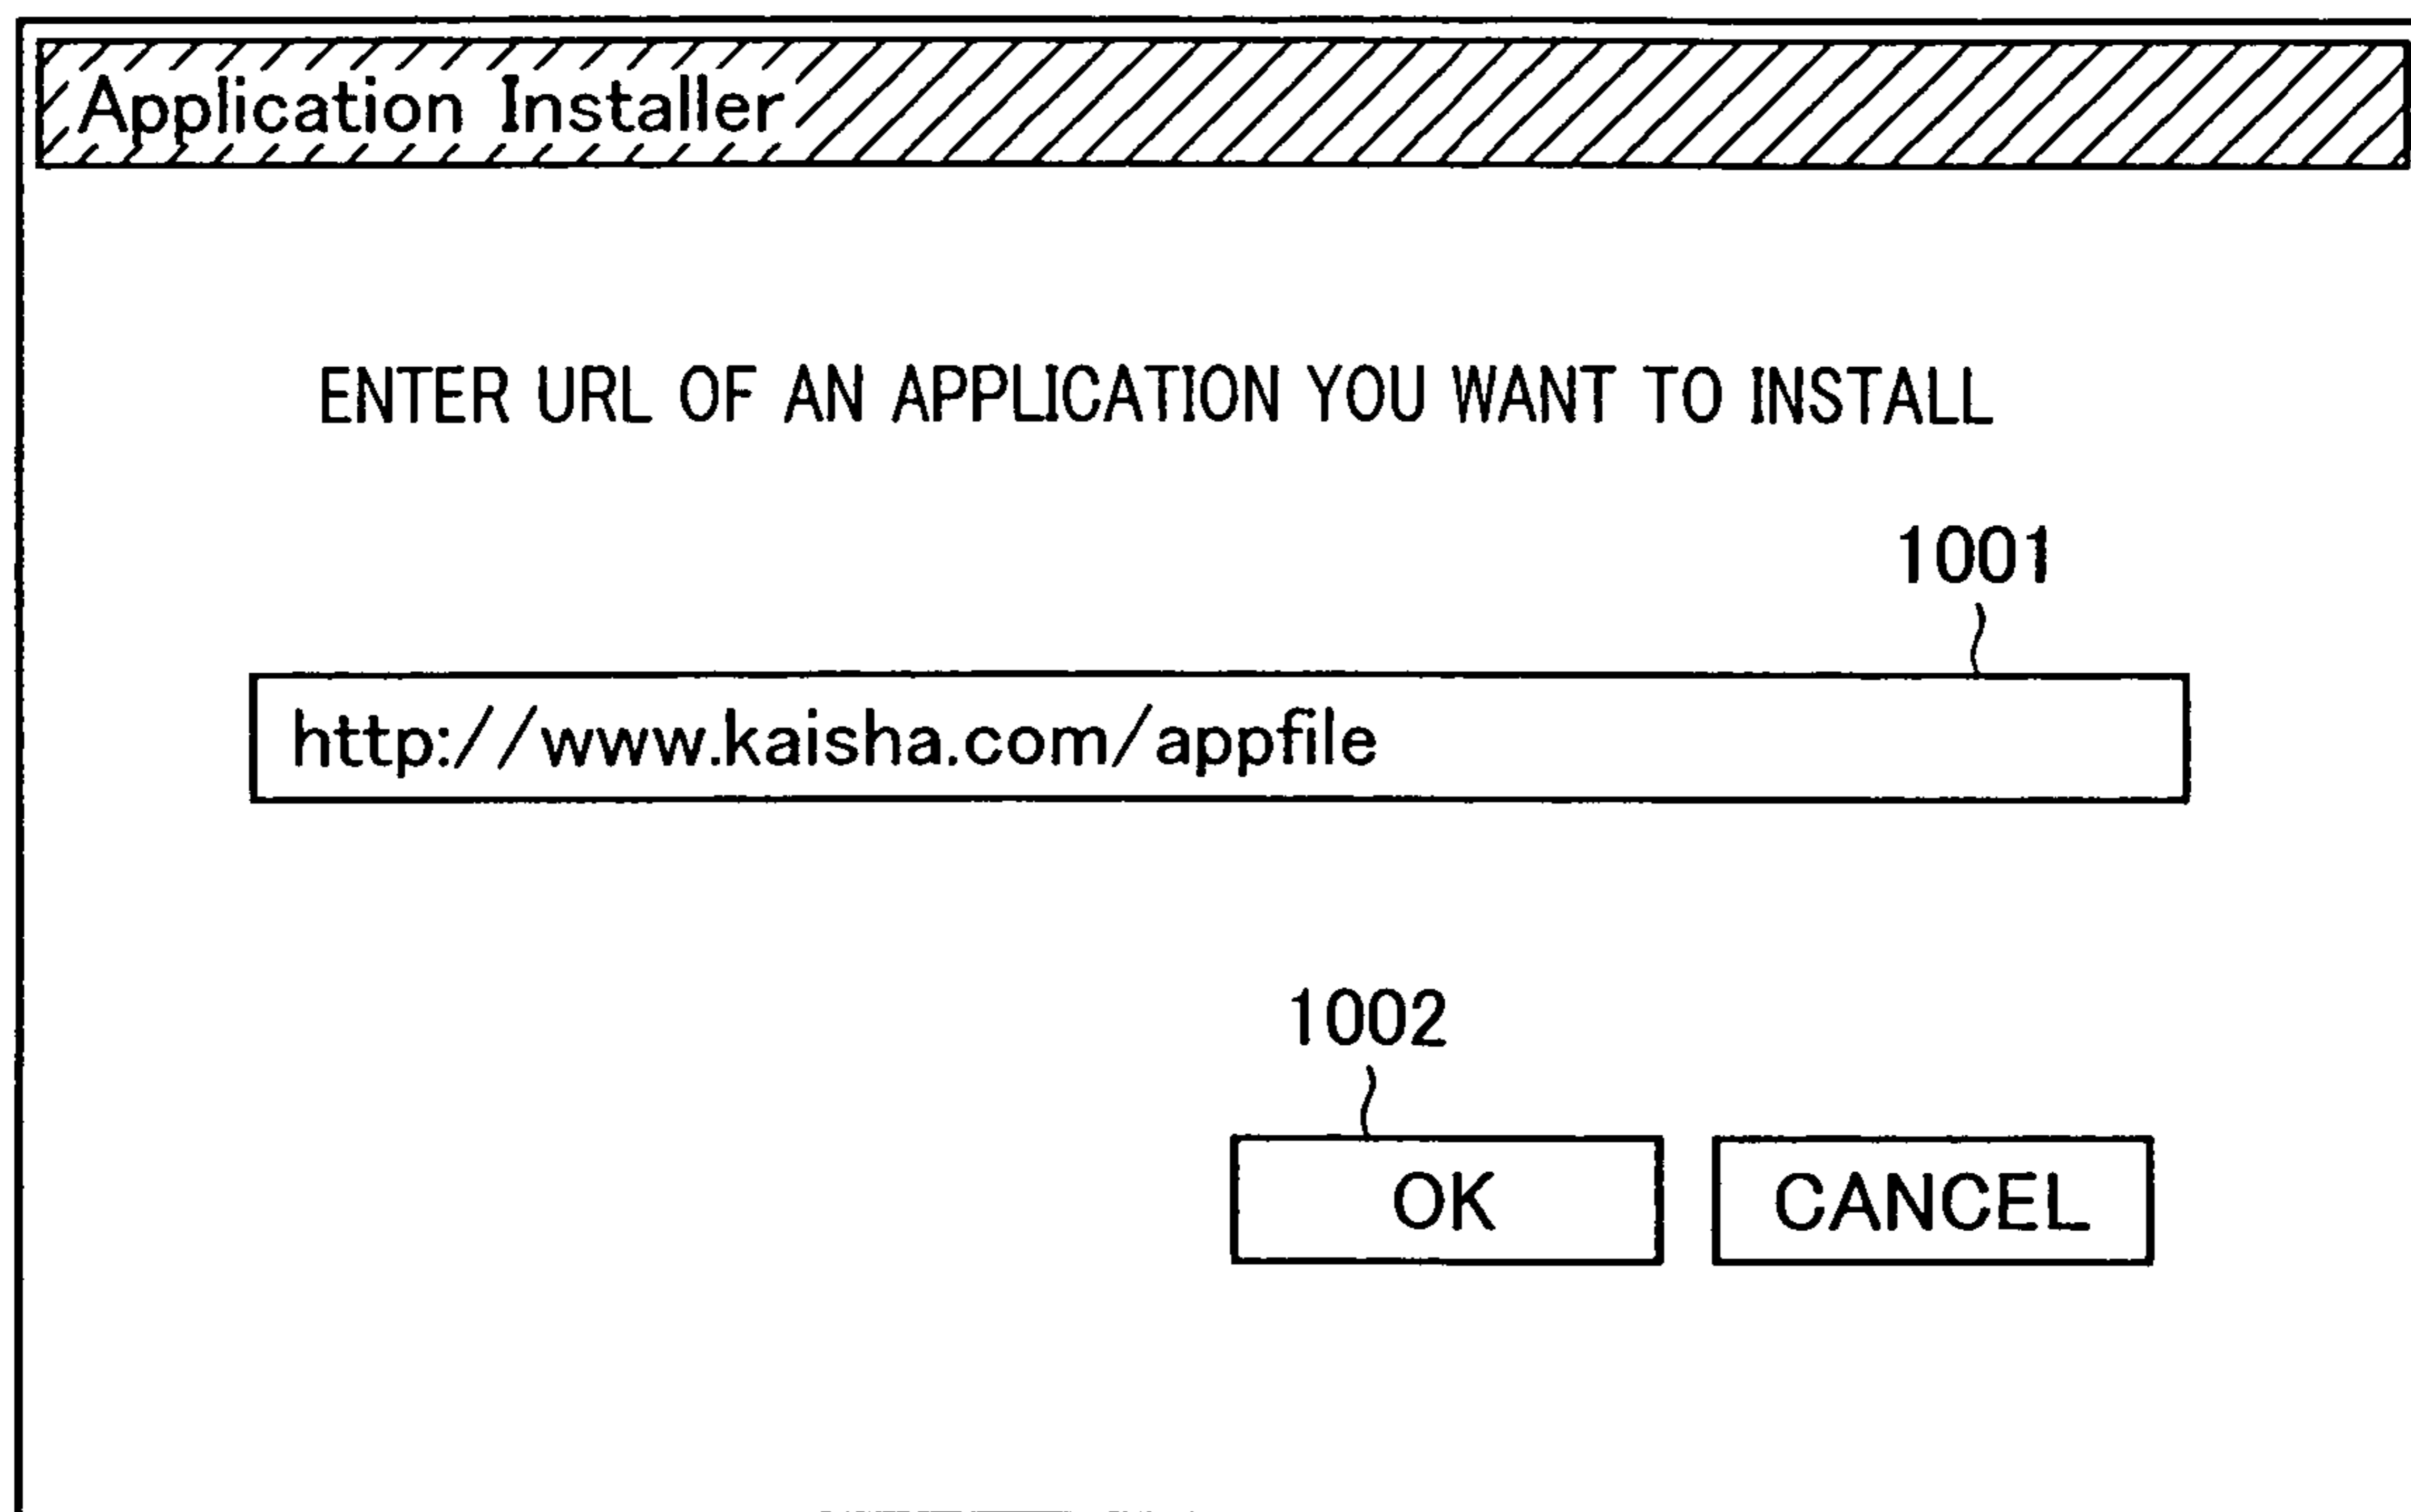 Application Installer
ENTER URL OF AN APPLICATION YOU WANT TO INSTALL
1001
http://www.kaisha.com/appfile
1002
OK CANCEL